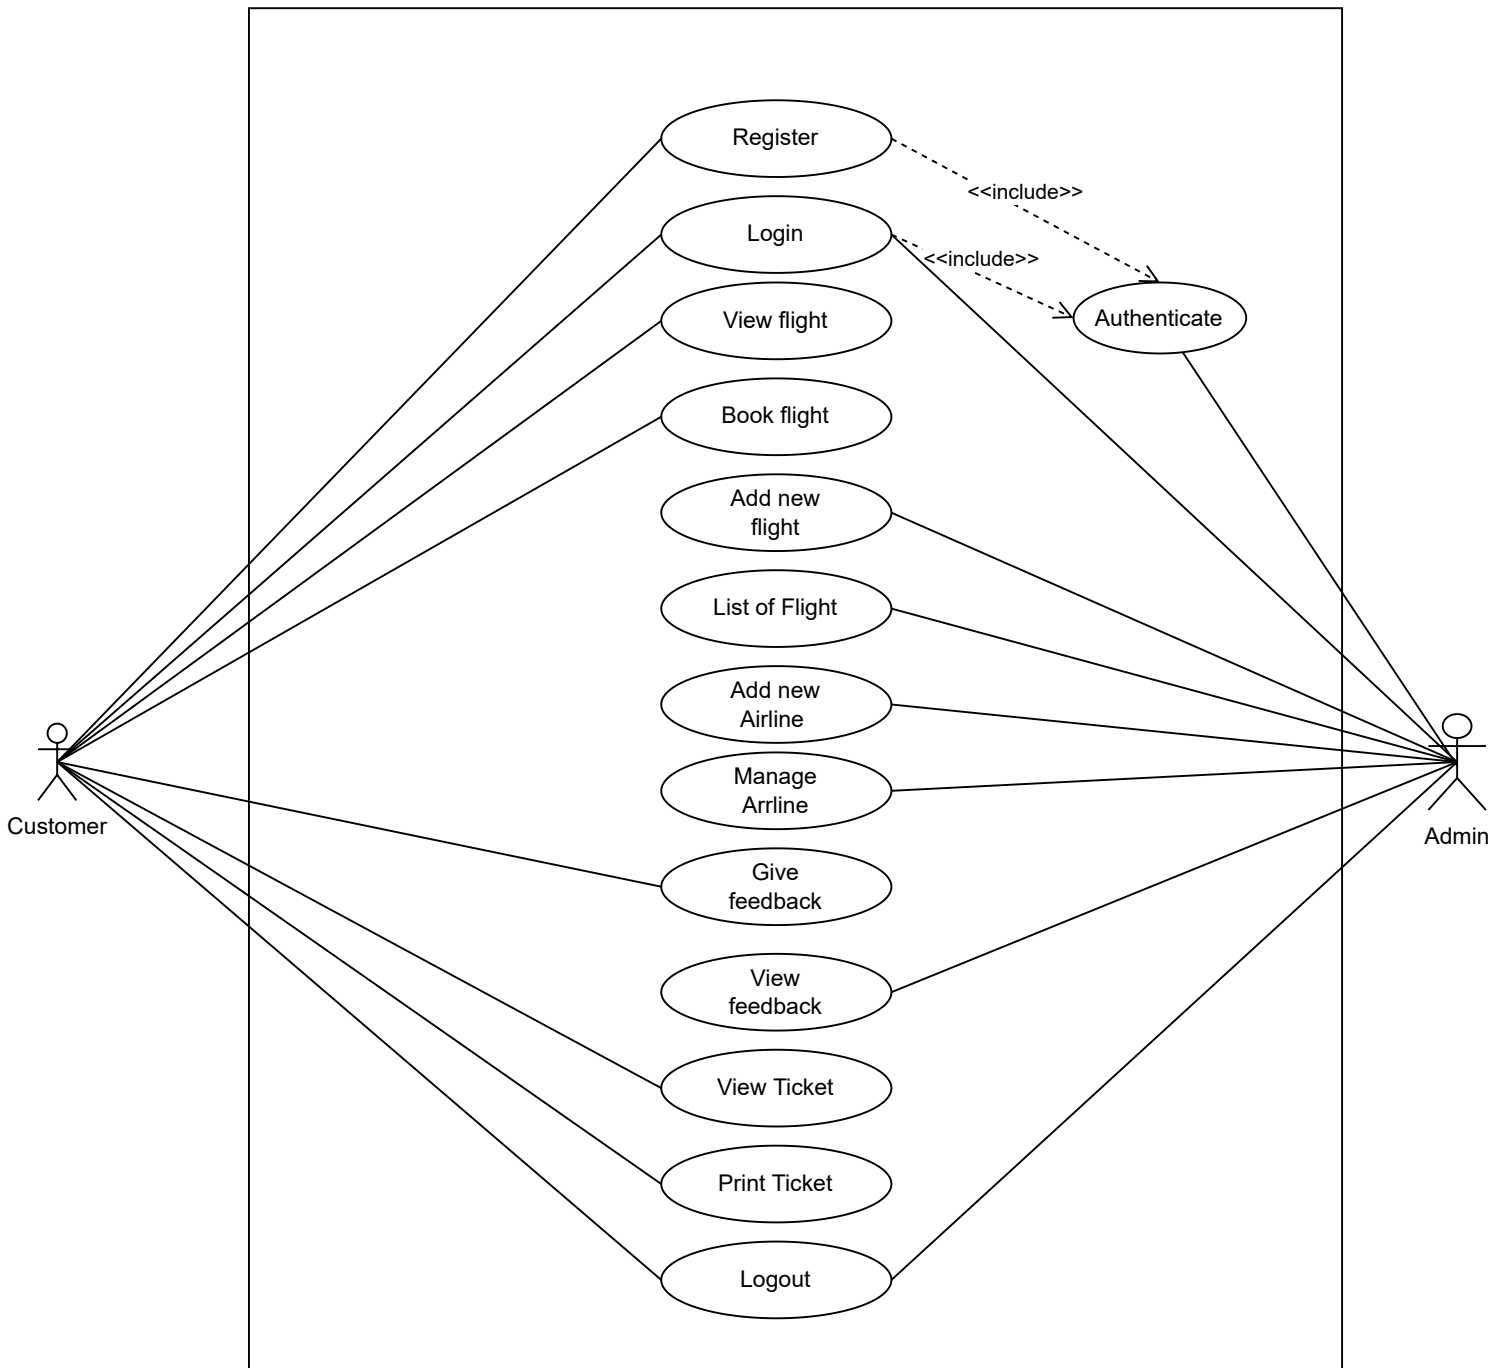 Register
<<include>>
Login
<<include>>
View flight
Authenticate
Book flight
Add new
flight
List of Flight
Add new
Airline
Manage
Arrline
Customer
Admin
Give
feedback
View
feedback
View Ticket
Print Ticket
Logout